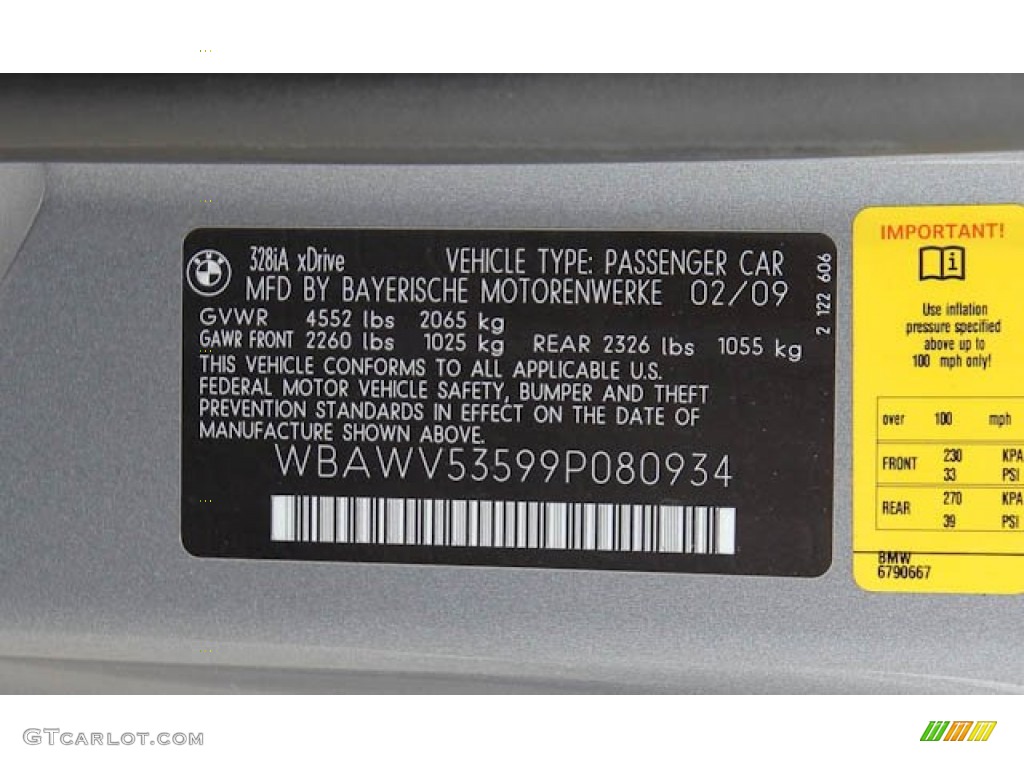 328iA xDrive VEHICLE TYPE: PASSENGER CAR
MFD BY BAYERISCHE MOTORENWERKE 02/09
GVWR 4552 lbs 2065 kg
GAWR FRONT 2260 lbs 1025 kg REAR 2326 lbs 1055 kg
THIS VEHICLE CONFORMS TO ALL APPLICABLE U.S.
FEDERAL MOTOR VEHICLE SAFETY, BUMPER AND THEFT
PREVENTION STANDARDS IN EFFECT ON THE DATE OF
MANUFACTURE SHOWN ABOVE.
WBAWV53599P080934
2 122 606
IMPORTANT!
i
Use inflation
pressure specified
above up to
100 mph only!
over 100 mph
FRONT 230 KPA
33 PSI
REAR 270 KPA
39 PSI
BMW
6790667
GTCARLOT.COM